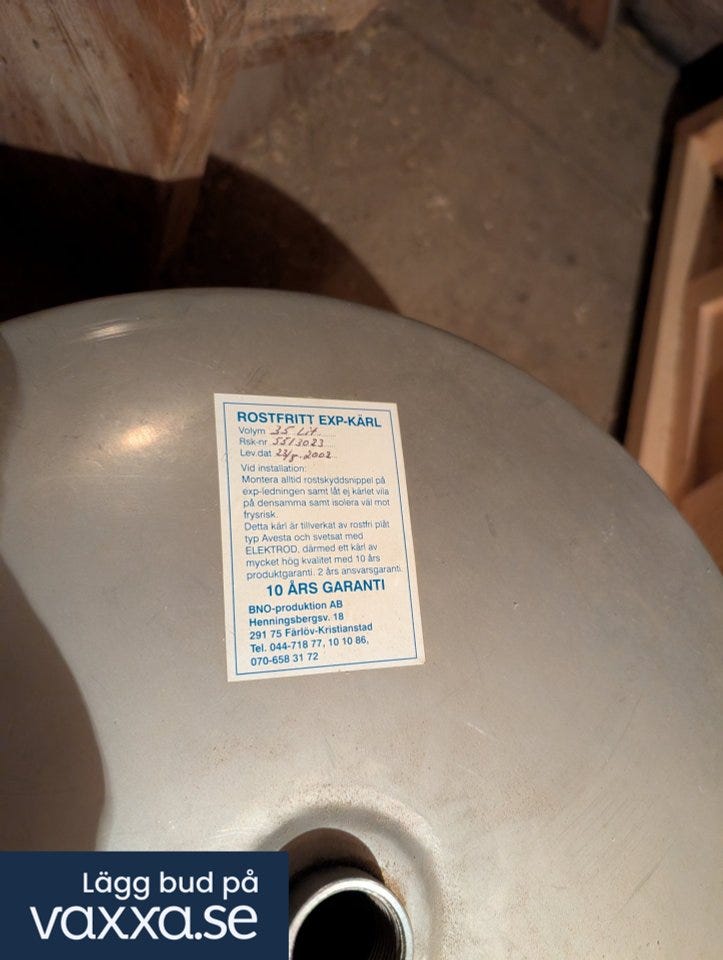 ROSTFRITT EXP-KÄRL
Volym 35 Lit
Rsk-nr 5513023
Lev.dat 2002
Vid installation:
Montera alltid rostskyddsnippel på
exp-ledningen samt låt ej kärlet vila
på densamma samt isolera väl mot
frysrisk.
Detta kärl är tillverkat av rostfri plåt
typ Avesta och svetsat med
ELEKTROD, därmed ett kärl av
mycket hög kvalitet med 10 års
produktgaranti. 2 års ansvarsgaranti.
10 ÅRS GARANTI
BNO-produktion AB
Henningsbergsv. 18
291 75 Färlöv-Kristianstad
Tel. 044-718 77, 10 10 86,
070-658 31 72
Lägg bud på
vaxxa.se